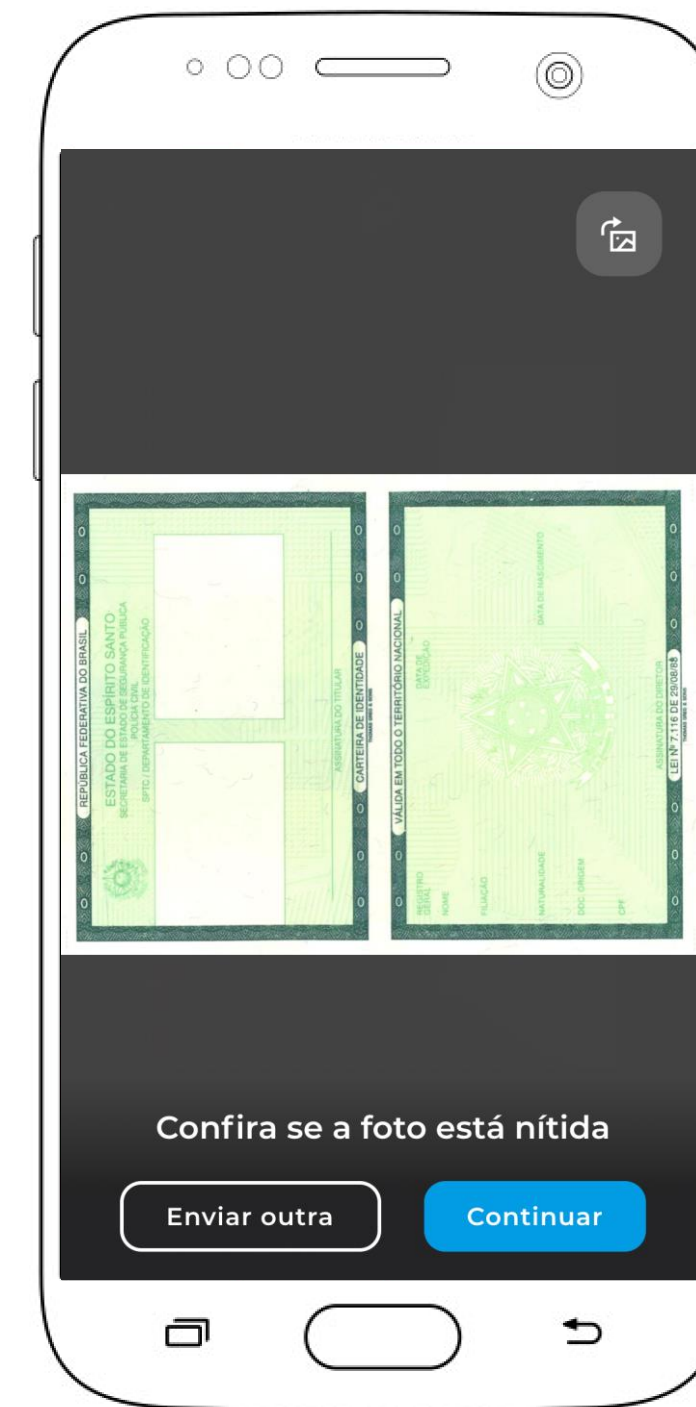 REPÚBLICA FEDERATIVA DO BRASIL
ESTADO DO ESPÍRITO SANTO
SECRETARIA DE ESTADO DE SEGURANÇA PÚBLICA
POLÍCIA CIVIL
SPTC / DEPARTAMENTO DE IDENTIFICAÇÃO
ASSINATURA DO TITULAR
CARTEIRA DE IDENTIDADE
VÁLIDA EM TODO O TERRITÓRIO NACIONAL
REGISTRO GERAL
DATA DE EXPEDIÇÃO
NOME
FILIAÇÃO
NATURALIDADE
DATA DE NASCIMENTO
DOC. ORIGEM
CPF
ASSINATURA DO DIRETOR
LEI Nº 7.116 DE 29/08/83
Confira se a foto está nítida
Enviar outra
Continuar